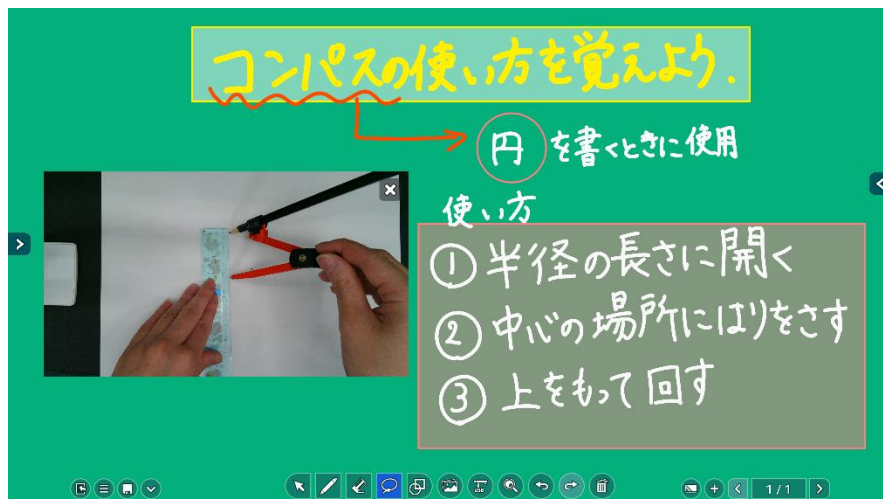 コンパスの使い方を覚えよう.
円を書くときに使用
使い方
①半径の長さに開く
②中心の場所にはりをさす
③上をもって回す
1/1